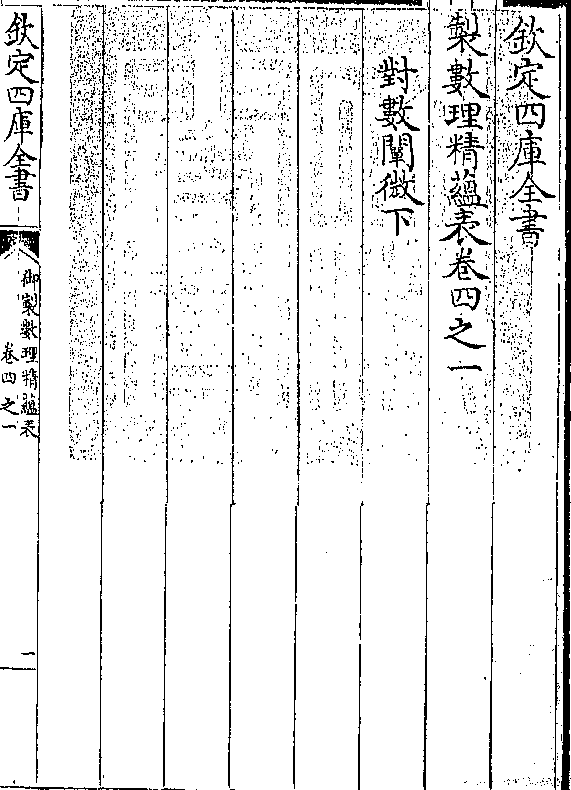 欽定四庫全書
製數理精蘊表卷四之一
對數闡微下
欽定四庫全書
御製數理精蘊表
卷四之一
一